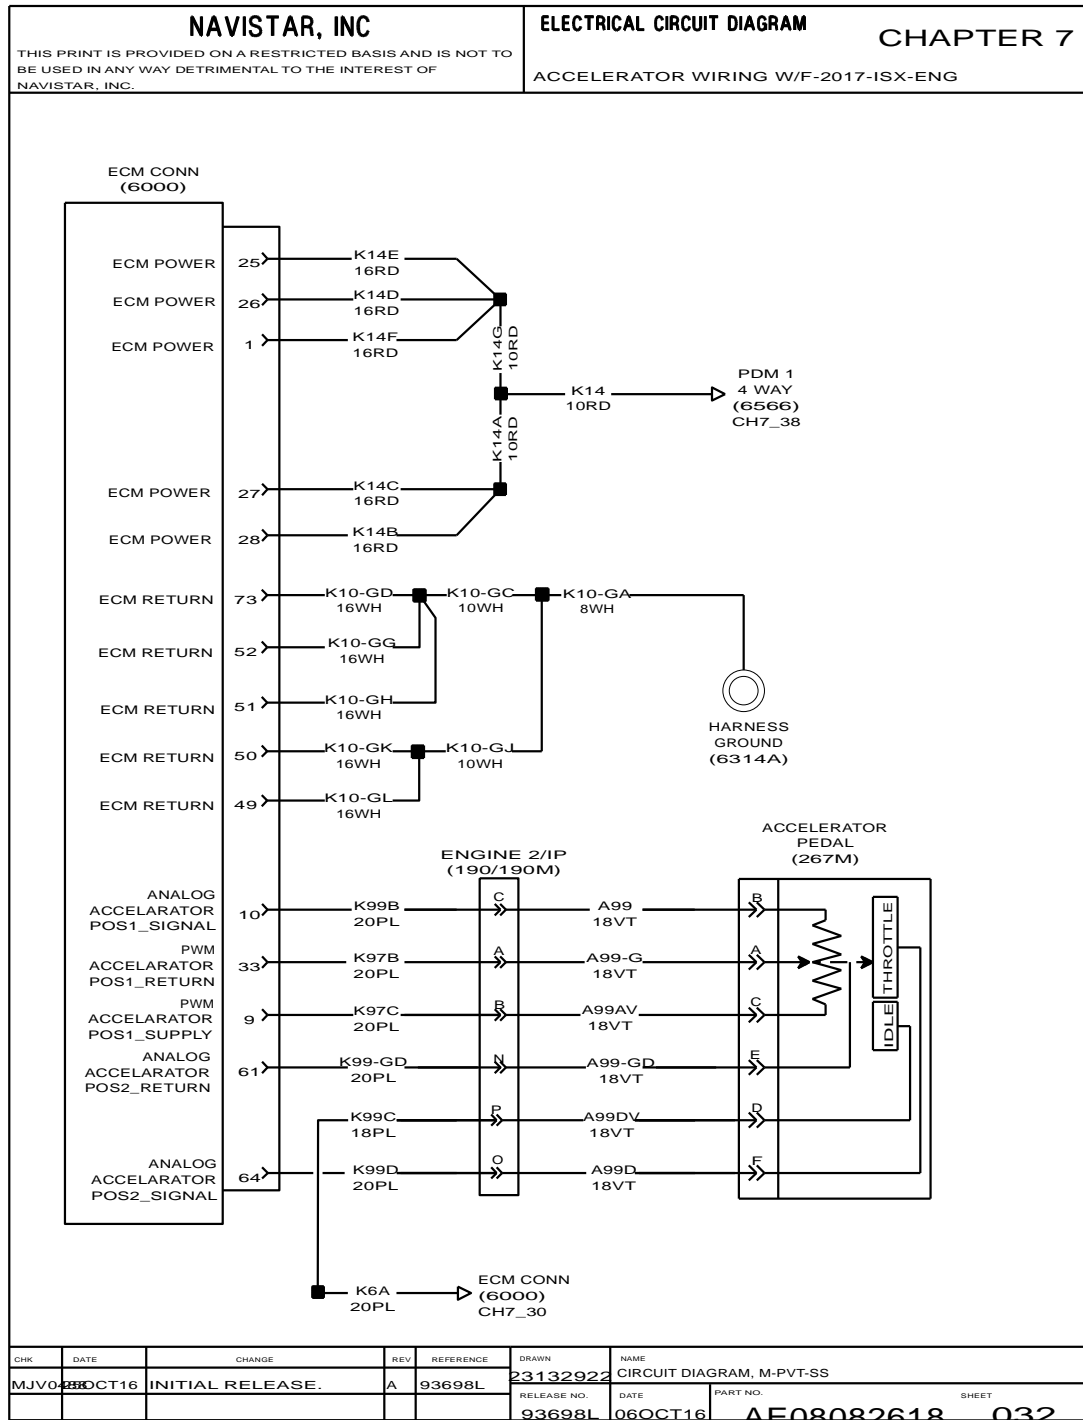 NAVISTAR, INC
THIS PRINT IS PROVIDED ON A RESTRICTED BASIS AND IS NOT TO
BE USED IN ANY WAY DETRIMENTAL TO THE INTEREST OF
NAVISTAR, INC.
ELECTRICAL CIRCUIT DIAGRAM
CHAPTER 7
ACCELERATOR WIRING W/F-2017-ISX-ENG
ECM CONN
(6000)
ECM POWER 25 K14E
16RD
ECM POWER 26 K14D
16RD
ECM POWER 1 K14F
16RD
K14G
10RD
K14
10RD
PDM 1
4 WAY
(6566)
CH7_38
K14A
10RD
ECM POWER 27 K14C
16RD
ECM POWER 28 K14B
16RD
ECM RETURN 73 K10-GD K10-GC K10-GA
16WH 10WH 8WH
ECM RETURN 52 K10-GG
16WH
ECM RETURN 51 K10-GH
16WH
HARNESS
GROUND
(6314A)
ECM RETURN 50 K10-GK K10-GJ
16WH 10WH
ECM RETURN 49 K10-GL
16WH
ENGINE 2/IP
(190/190M)
ACCELERATOR
PEDAL
(267M)
ANALOG
ACCELARATOR
POS1_SIGNAL
10 K99B C A99 B
20PL 18VT
PWM
ACCELARATOR
POS1_RETURN
33 K97B A A99-G A
20PL 18VT
PWM
ACCELARATOR
POS1_SUPPLY
9 K97C B A99AV C
20PL 18VT
ANALOG
ACCELARATOR
POS2_RETURN
61 K99-GD N A99-GD E
20PL 18VT
K99C P A99DV D
18PL 18VT
ANALOG
ACCELARATOR
POS2_SIGNAL
64 K99D O A99D F
20PL 18VT
THROTTLE
IDLE
K6A
20PL
ECM CONN
(6000)
CH7_30
CHK DATE CHANGE REV REFERENCE
OCT16 INITIAL RELEASE. A 93698L
DRAWN
23132922
NAME
CIRCUIT DIAGRAM, M-PVT-SS
RELEASE NO.
93698L
DATE
06OCT16
PART NO.
AE08082618
SHEET
032